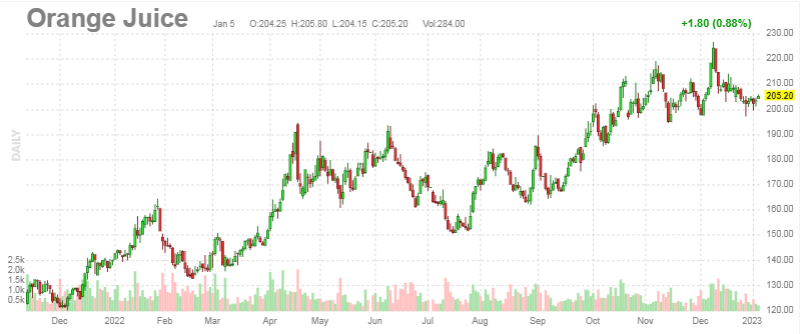 Orange Juice Jan 5 O:204.25 H:205.80 L:204.15 C:205.20 Vol:284.00 +1.80 (0.88%)
230.00
220.00
210.00
205.20
200.00
190.00
DAILY
180.00
170.00
160.00
150.00
2.5k 140.00
2.0k
1.5k 130.00
1.0k
0.5k 120.00
110.00
Dec 2022 Feb Mar Apr May Jun Jul Aug Sep Oct Nov Dec 2023